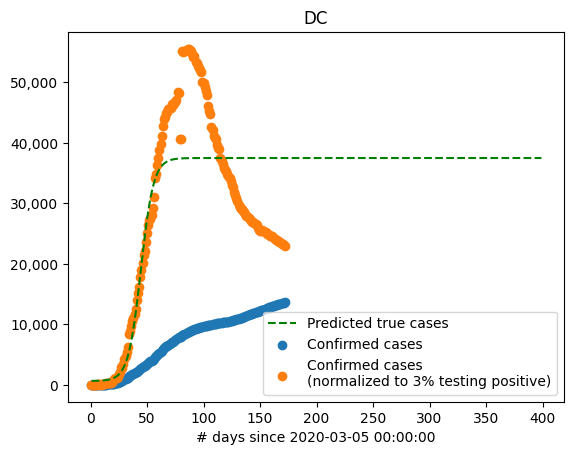 DC
50,000
40,000
30,000
20,000
10,000
0
Predicted true cases
Confirmed cases
Confirmed cases
(normalized to 3% testing positive)
0 50 100 150 200 250 300 350 400
# days since 2020-03-05 00:00:00